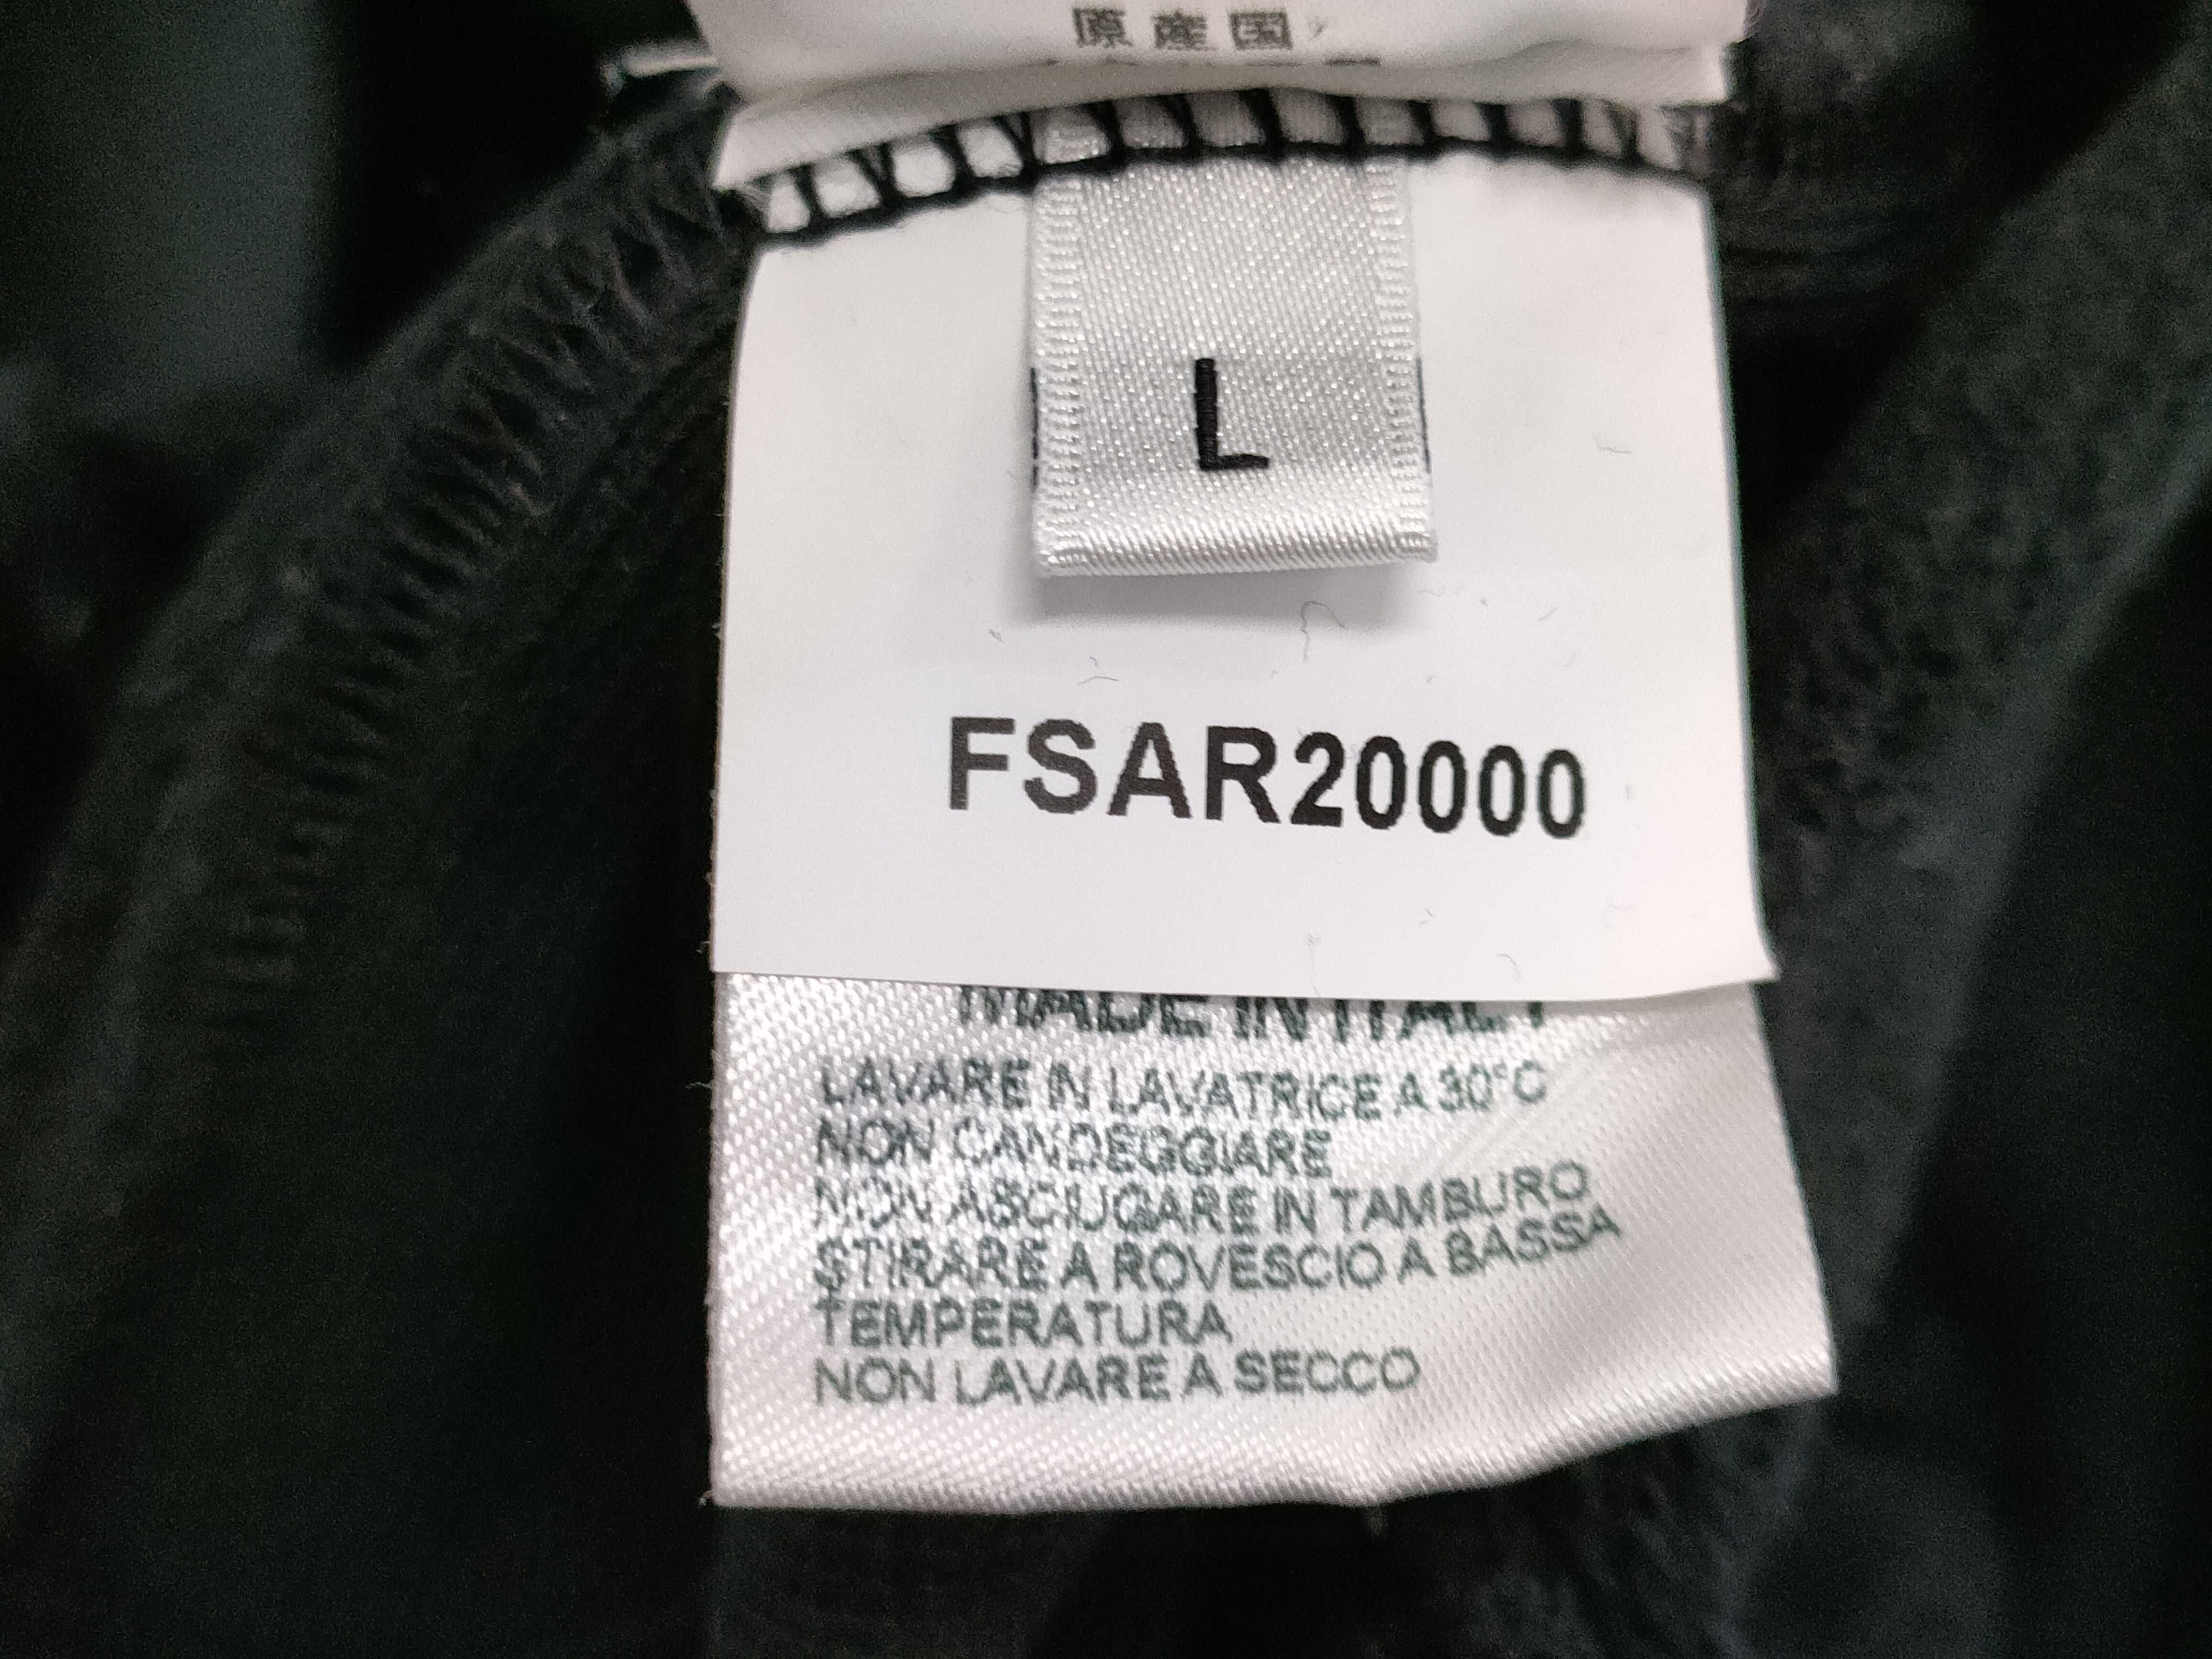 原産国
L
FSAR20000
MADE IN ITALY
LAVARE IN LAVATRICE A 30°C
NON CANDEGGIARE
NON ASCIUGARE IN TAMBURO
STIRARE A ROVESCIO A BASSA
TEMPERATURA
NON LAVARE A SECCO